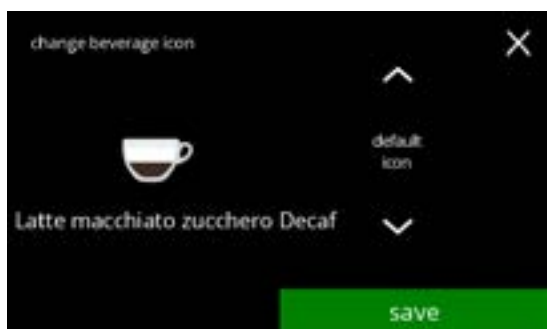 change beverage icon
default
icon
Latte macchiato zucchero Decaf
save